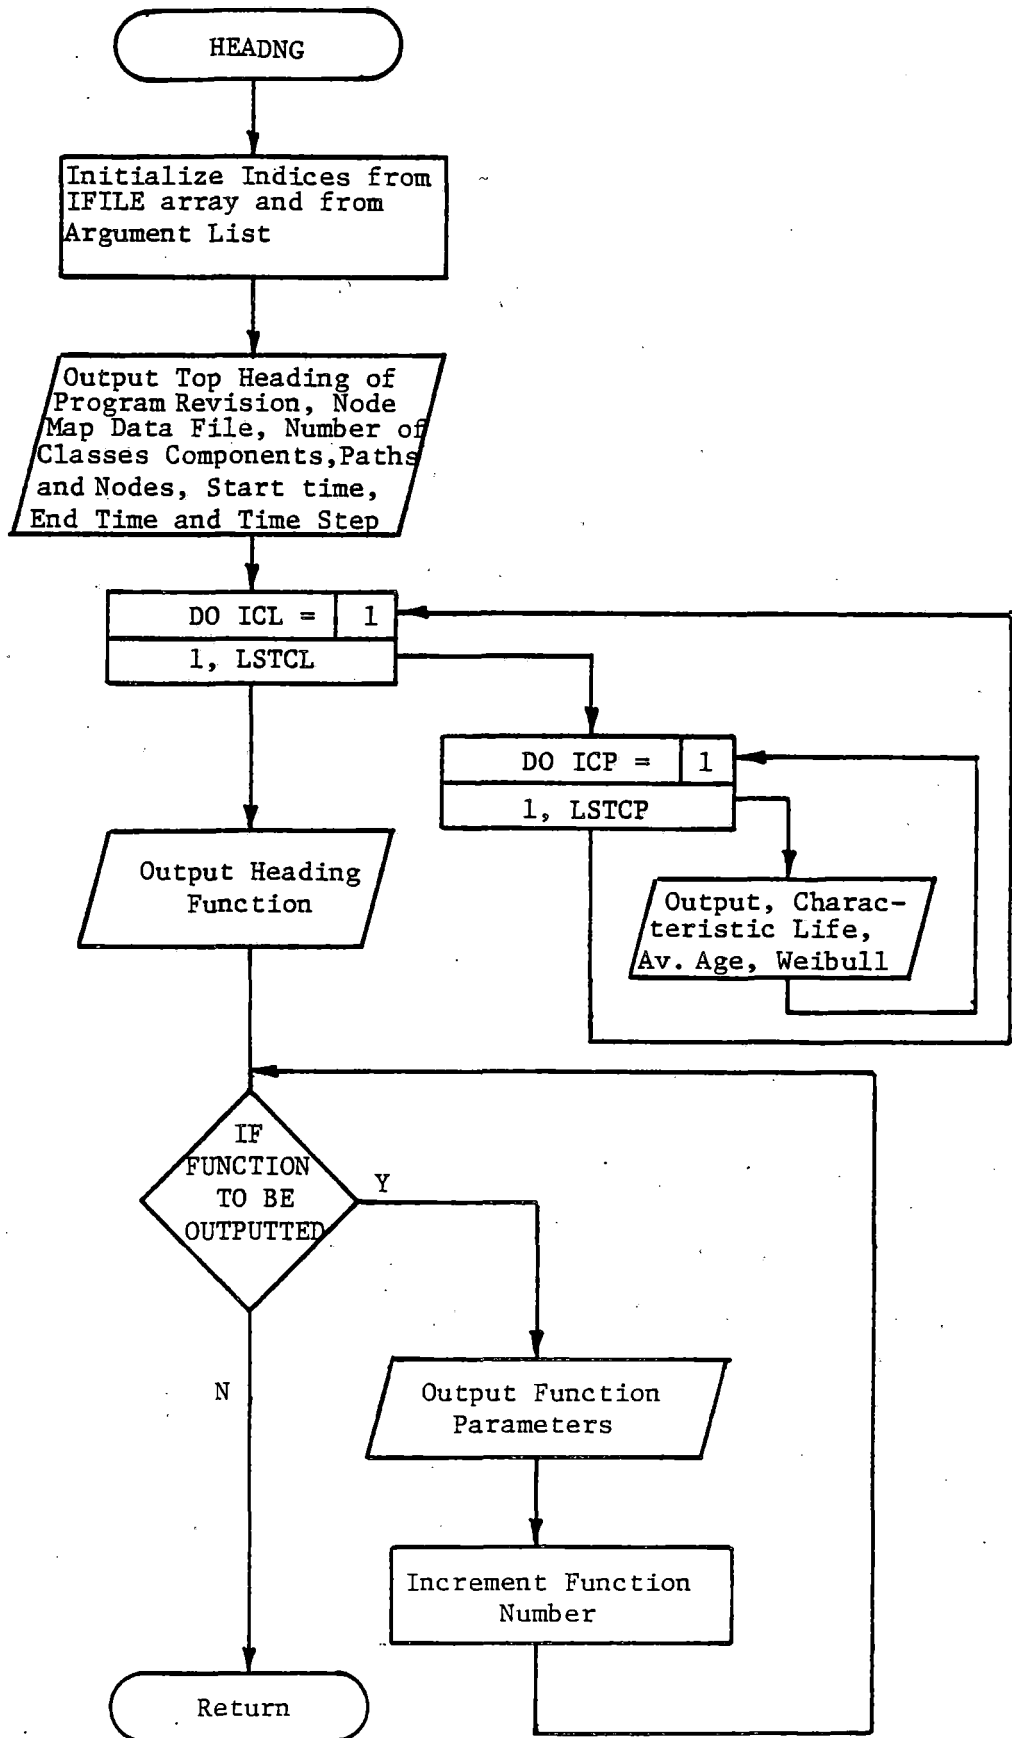 HEADNG
Initialize Indices from
IFILE array and from
Argument List
Output Top Heading of
Program Revision, Node
Map Data File, Number of
Classes Components, Paths
and Nodes, Start time,
End Time and Time Step
DO ICL = 1
1, LSTCL
DO ICP = 1
1, LSTCP
Output Heading
Function
Output, Charac-
teristic Life,
Av. Age, Weibull
IF
FUNCTION
TO BE
OUTPUTTED
Y
N
Output Function
Parameters
Increment Function
Number
Return